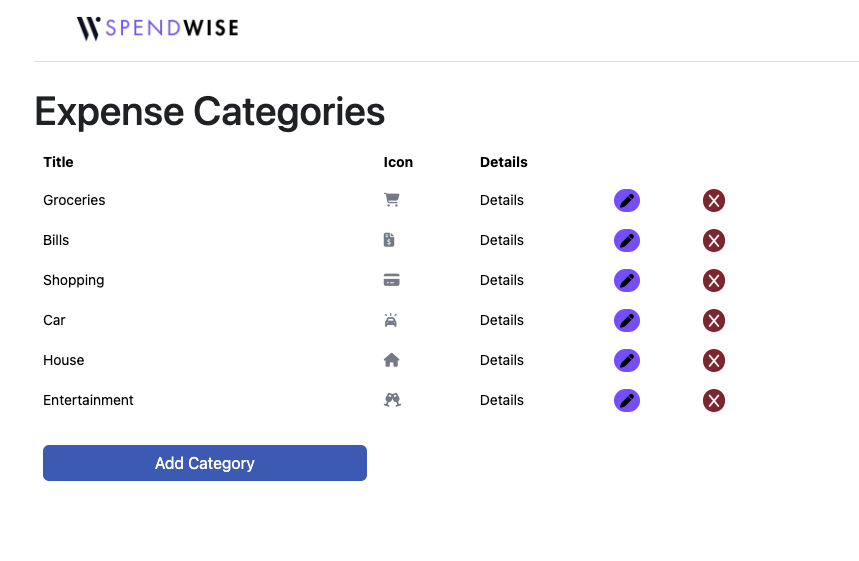 SPENDWISE
Expense Categories
Title Icon Details
Groceries Details
Bills Details
Shopping Details
Car Details
House Details
Entertainment Details
Add Category